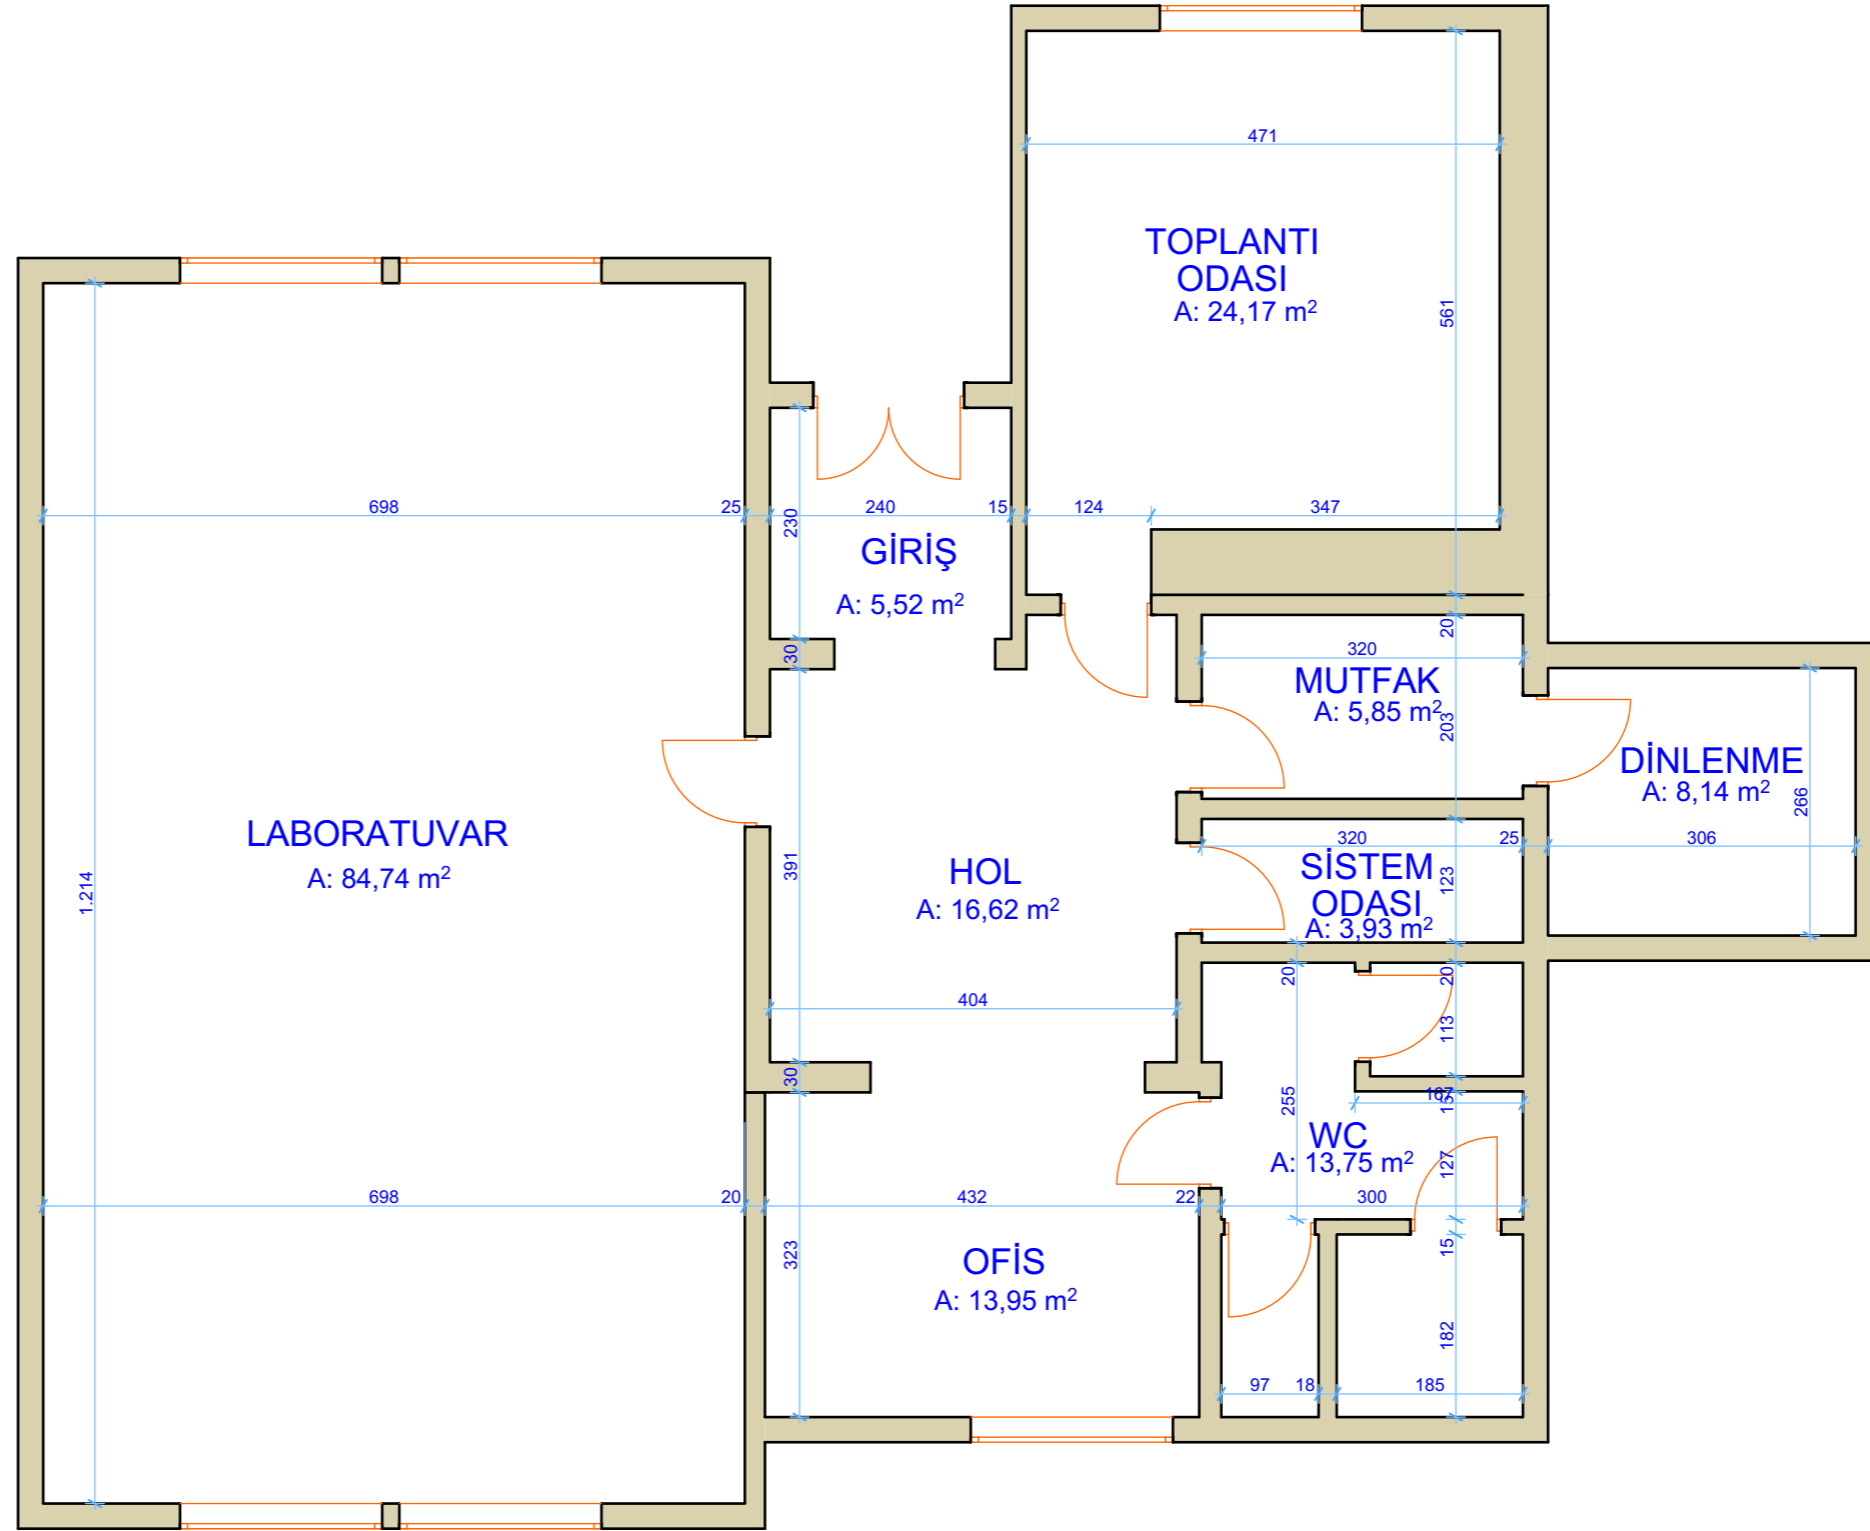 471
TOPLANTI
ODASI
A: 24,17 m²
561
698
25
240
15
124
347
230
GİRİŞ
A: 5,52 m²
30
20
320
MUTFAK
A: 5,85 m²
203
DİNLENME
A: 8,14 m²
266
306
LABORATUVAR
A: 84,74 m²
1.214
391
HOL
A: 16,62 m²
320
25
SİSTEM
ODASI
A: 3,93 m²
123
20
20
404
113
30
255
167
15
WC
A: 13,75 m²
127
698
20
432
22
300
323
OFİS
A: 13,95 m²
15
182
97
18
185